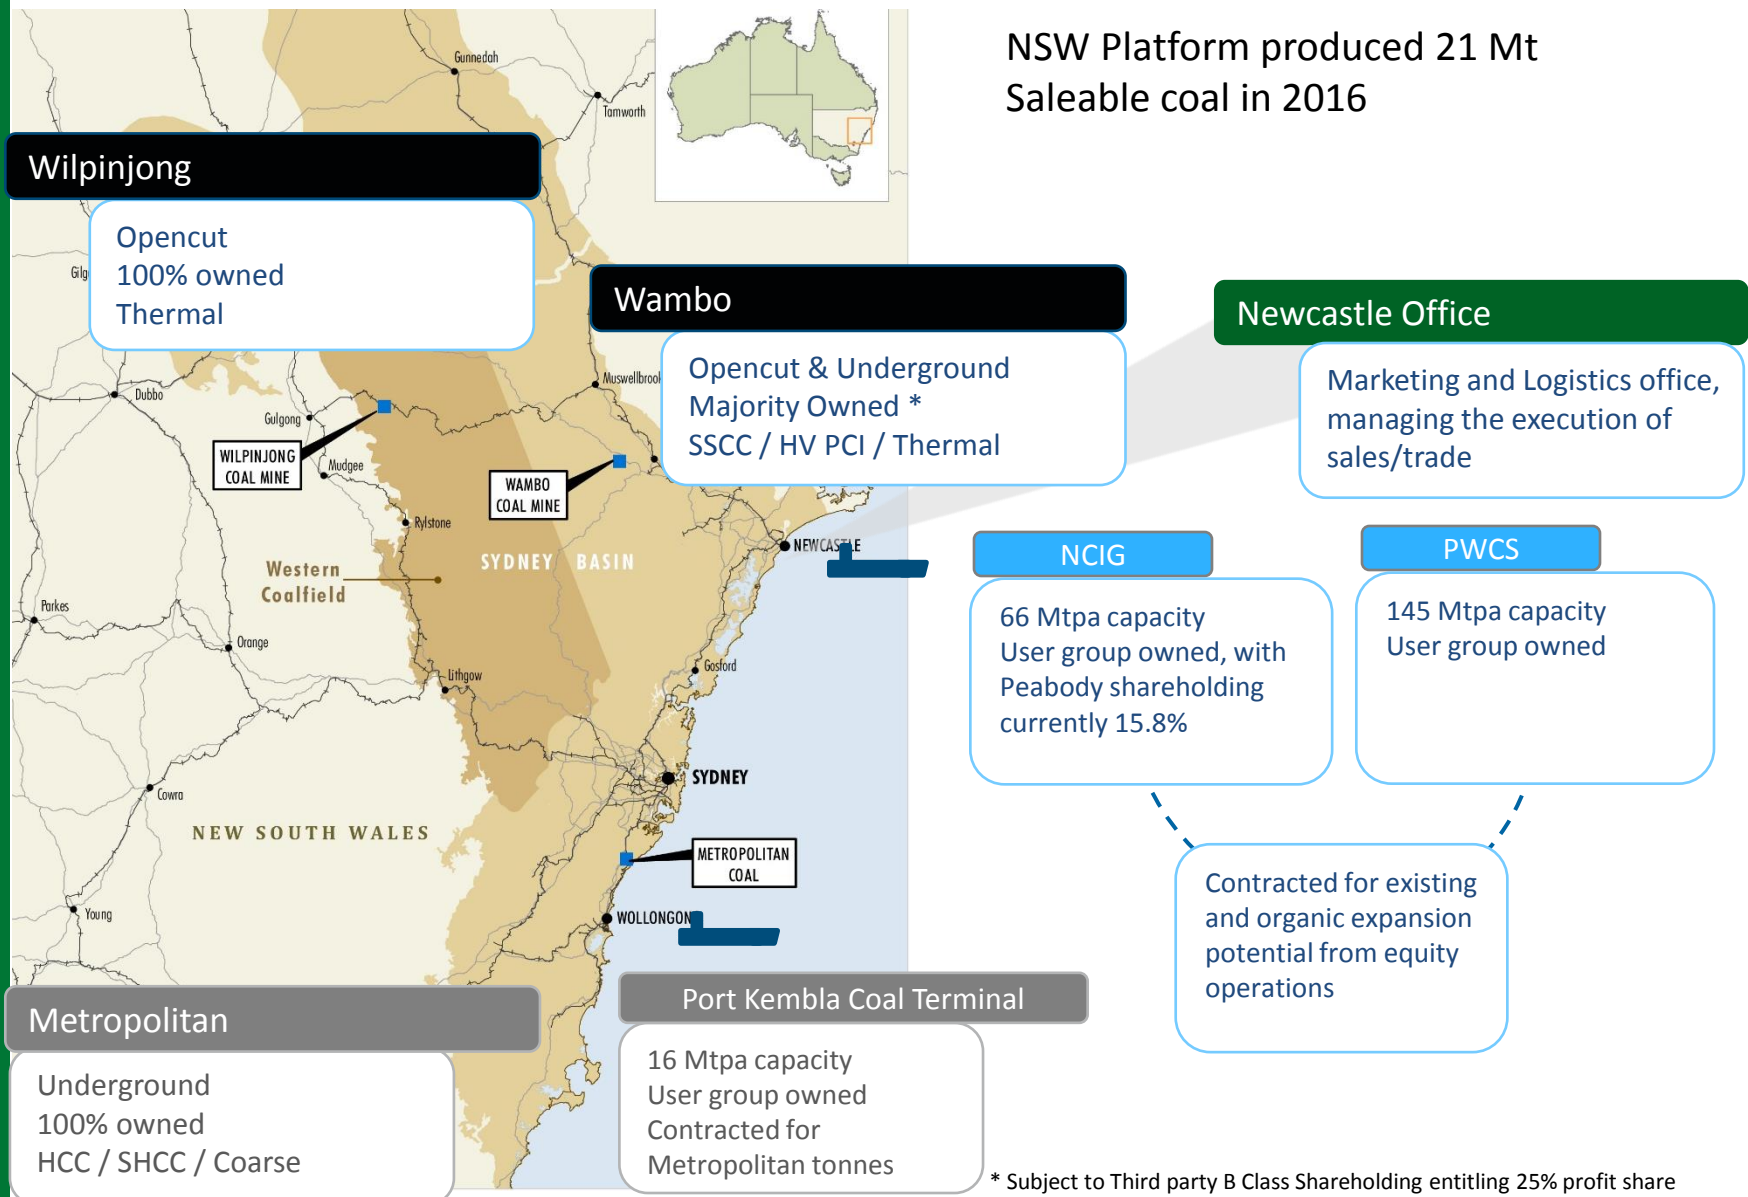 NSW Platform produced 21 Mt
Saleable coal in 2016
Gunnedah
Tamworth
Wilpinjong
Opencut
100% owned
Thermal
Wambo
Opencut & Underground
Majority Owned *
SSCC / HV PCI / Thermal
Newcastle Office
Marketing and Logistics office,
managing the execution of
sales/trade
Dubbo
Gulgong
Muswellbrook
WILPINJONG
COAL MINE
Mudgee
WAMBO
COAL MINE
Rylstone
NEWCASTLE
SYDNEY BASIN
Western
Coalfield
Parkes
Orange
Lithgow
Gosford
NCIG
66 Mtpa capacity
User group owned, with
Peabody shareholding
currently 15.8%
PWCS
145 Mtpa capacity
User group owned
SYDNEY
Cowra
NEW SOUTH WALES
METROPOLITAN
COAL
Young
WOLLONGON
Contracted for existing
and organic expansion
potential from equity
operations
Metropolitan
Underground
100% owned
HCC / SHCC / Coarse
Port Kembla Coal Terminal
16 Mtpa capacity
User group owned
Contracted for
Metropolitan tonnes
* Subject to Third party B Class Shareholding entitling 25% profit share